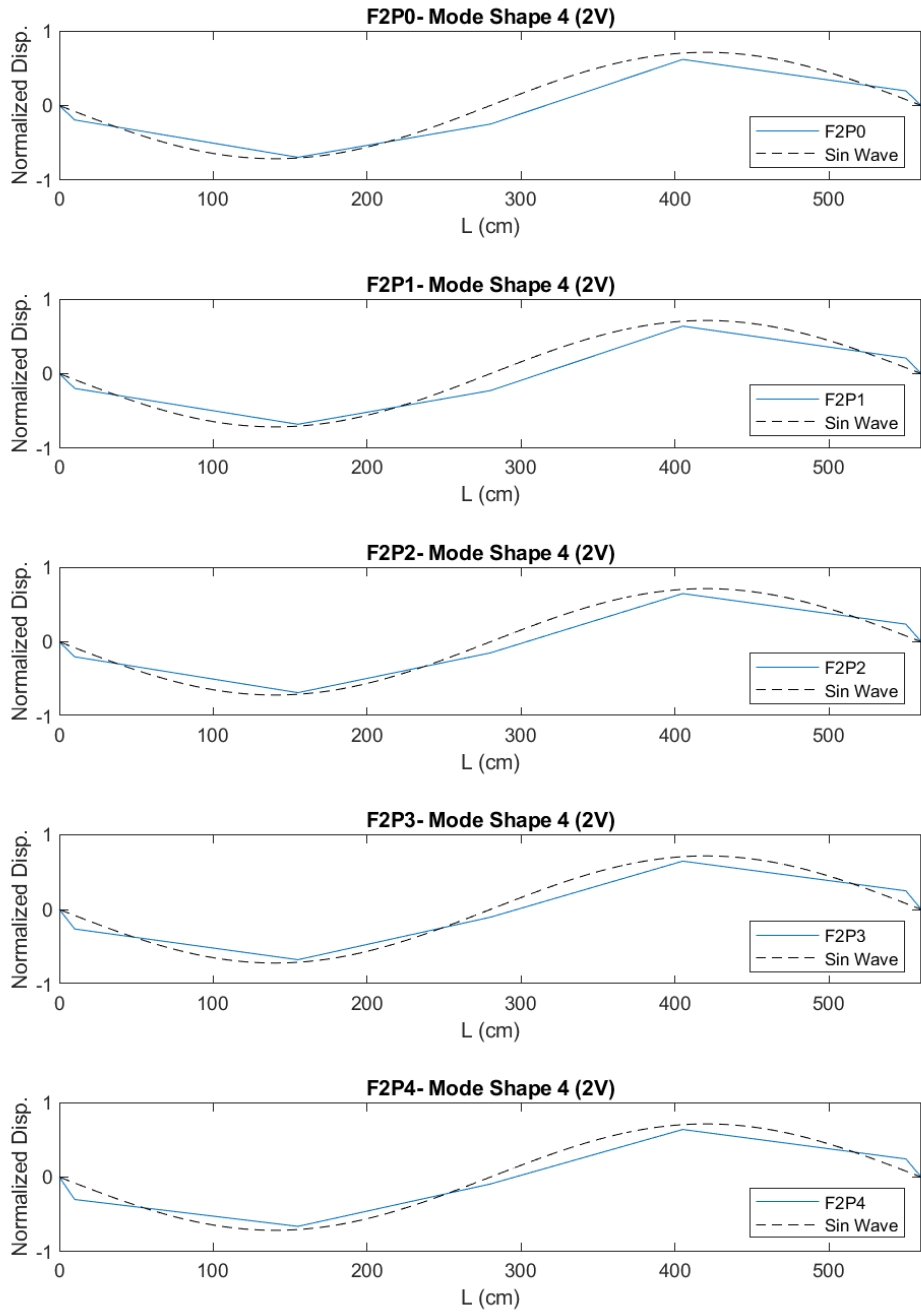 F2P0- Mode Shape 4 (2V)
Normalized Disp.
1
0
-1
0 100 200 300 400 500
L (cm)
F2P0
Sin Wave
F2P1- Mode Shape 4 (2V)
Normalized Disp.
1
0
-1
0 100 200 300 400 500
L (cm)
F2P1
Sin Wave
F2P2- Mode Shape 4 (2V)
Normalized Disp.
1
0
-1
0 100 200 300 400 500
L (cm)
F2P2
Sin Wave
F2P3- Mode Shape 4 (2V)
Normalized Disp.
1
0
-1
0 100 200 300 400 500
L (cm)
F2P3
Sin Wave
F2P4- Mode Shape 4 (2V)
Normalized Disp.
1
0
-1
0 100 200 300 400 500
L (cm)
F2P4
Sin Wave